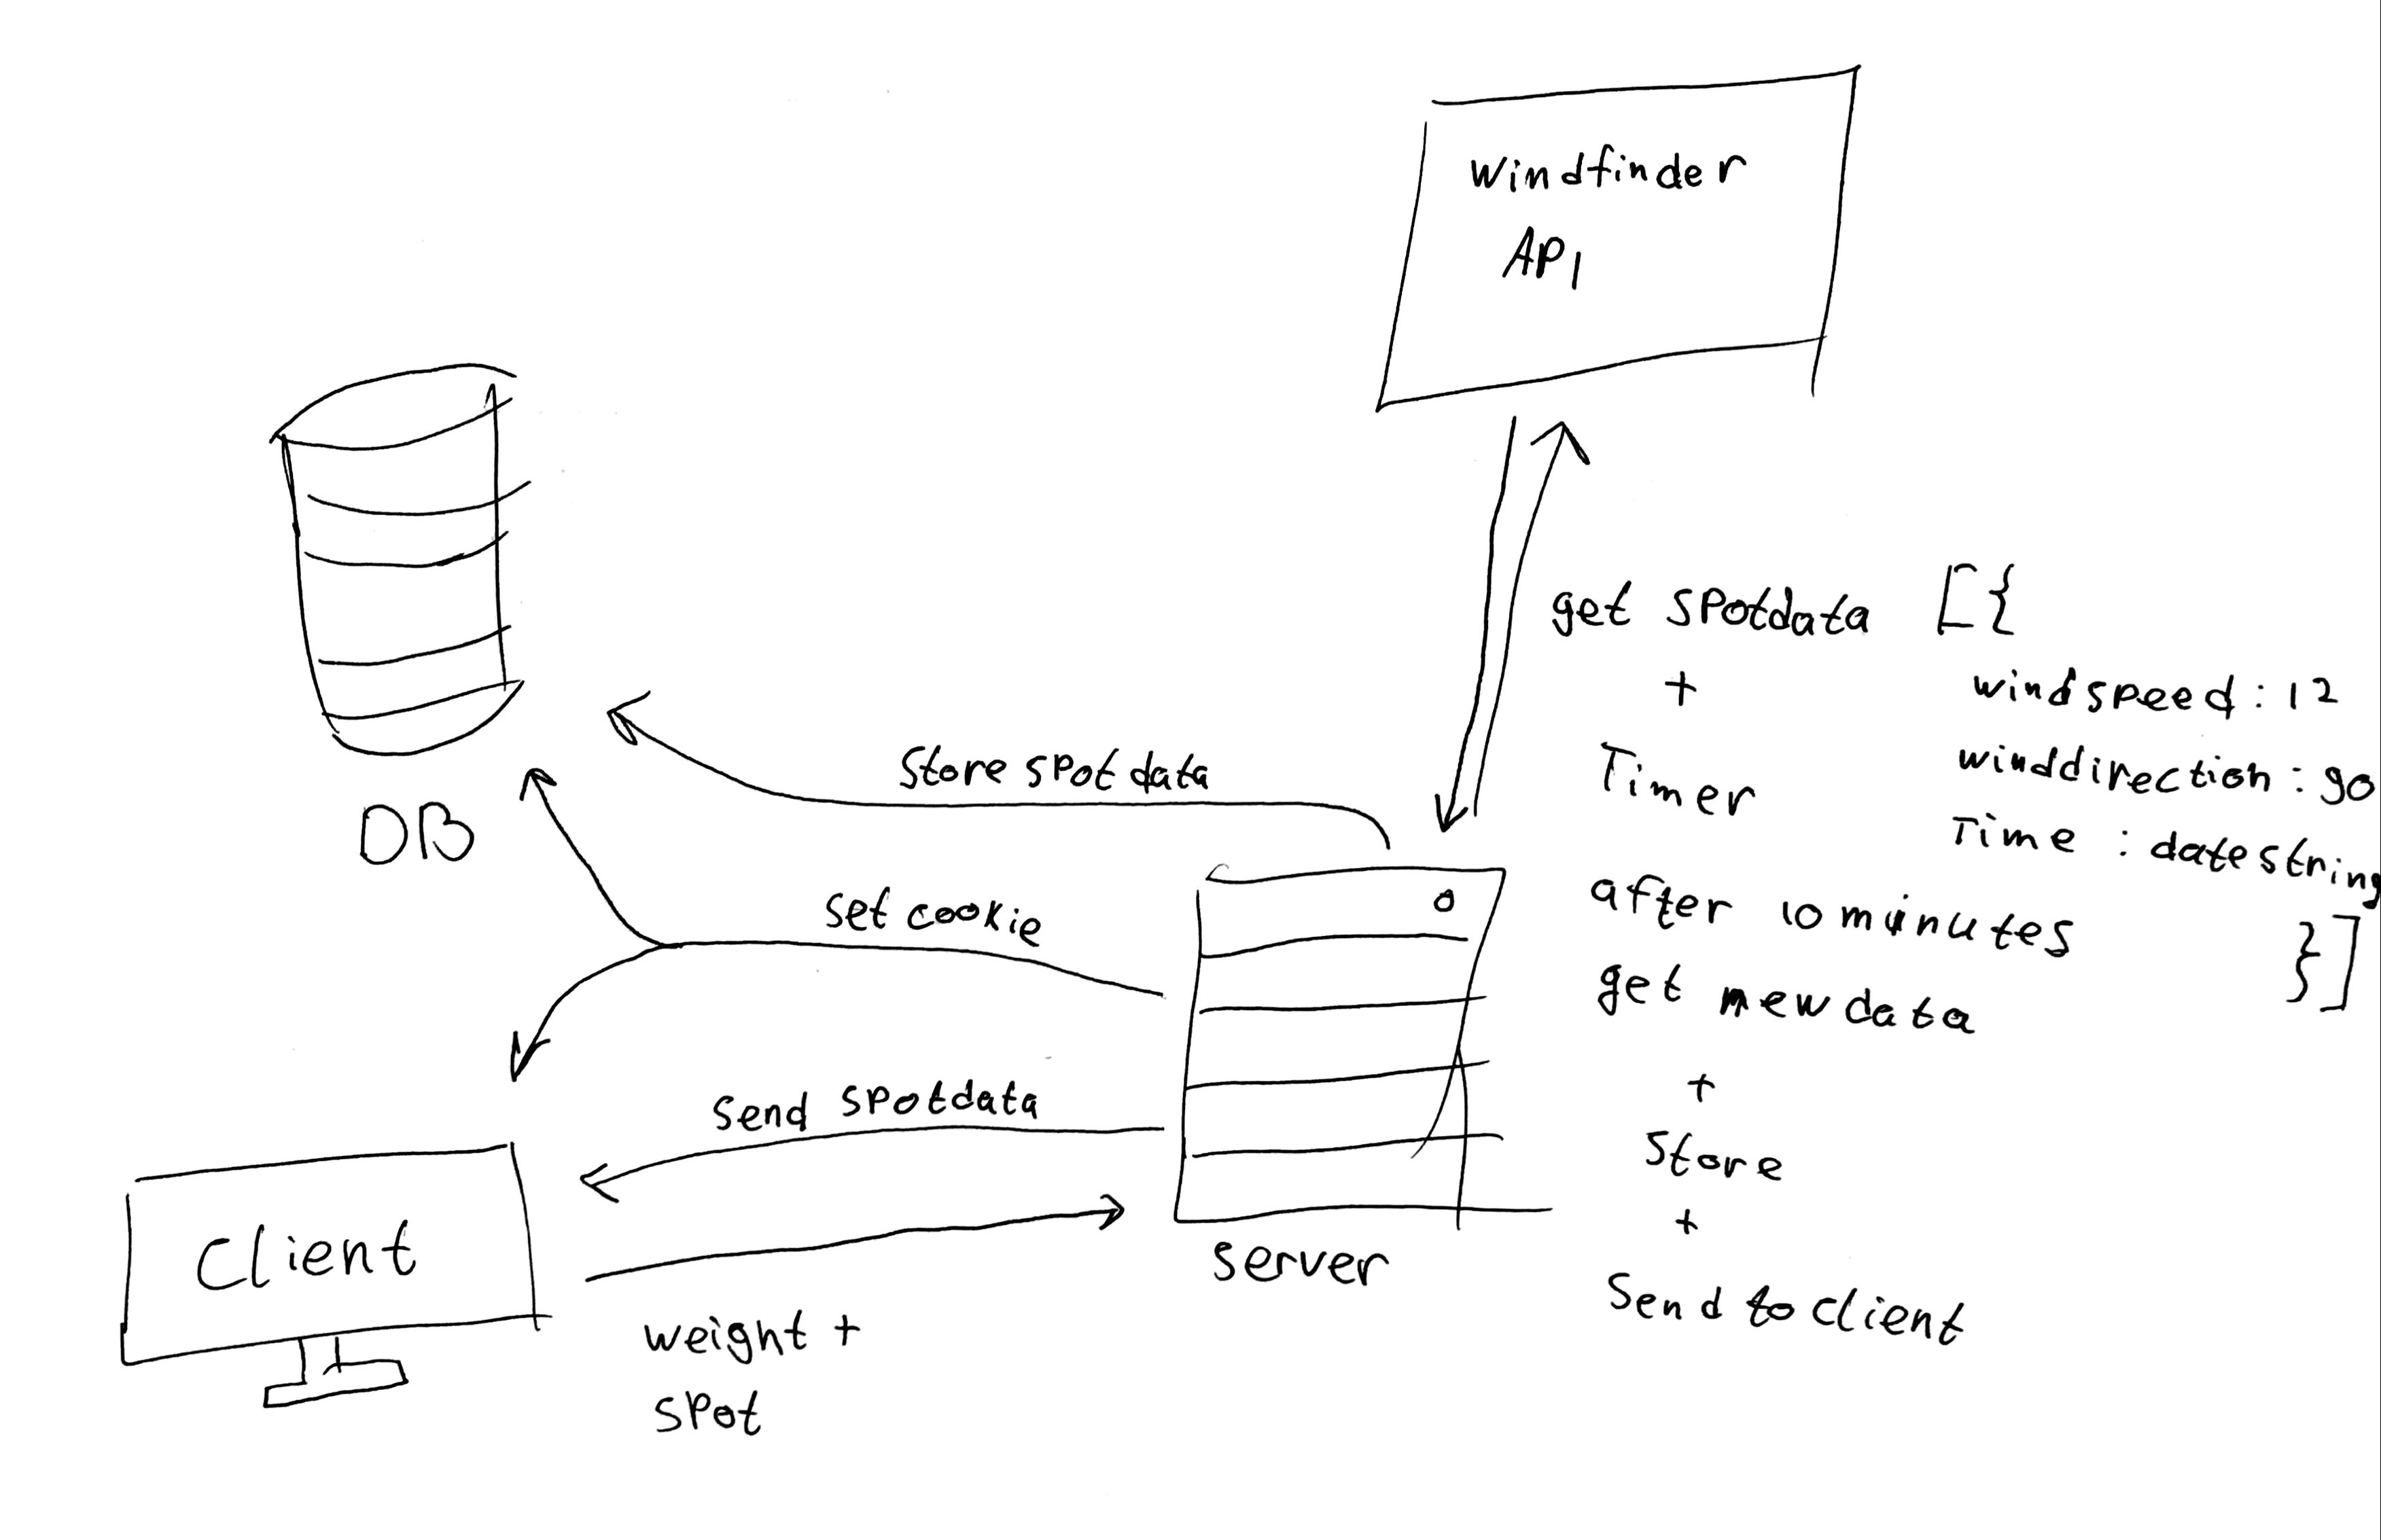 Windfinder
API
get spotdata [{
+
windspeed : 12
Timer
winddirection : 90
Time : datestring
after 10 minutes
}]
get new data
+
Store
+
Send to client
Store spot data
DB
set cookie
Send spotdata
Client
server
weight +
spot